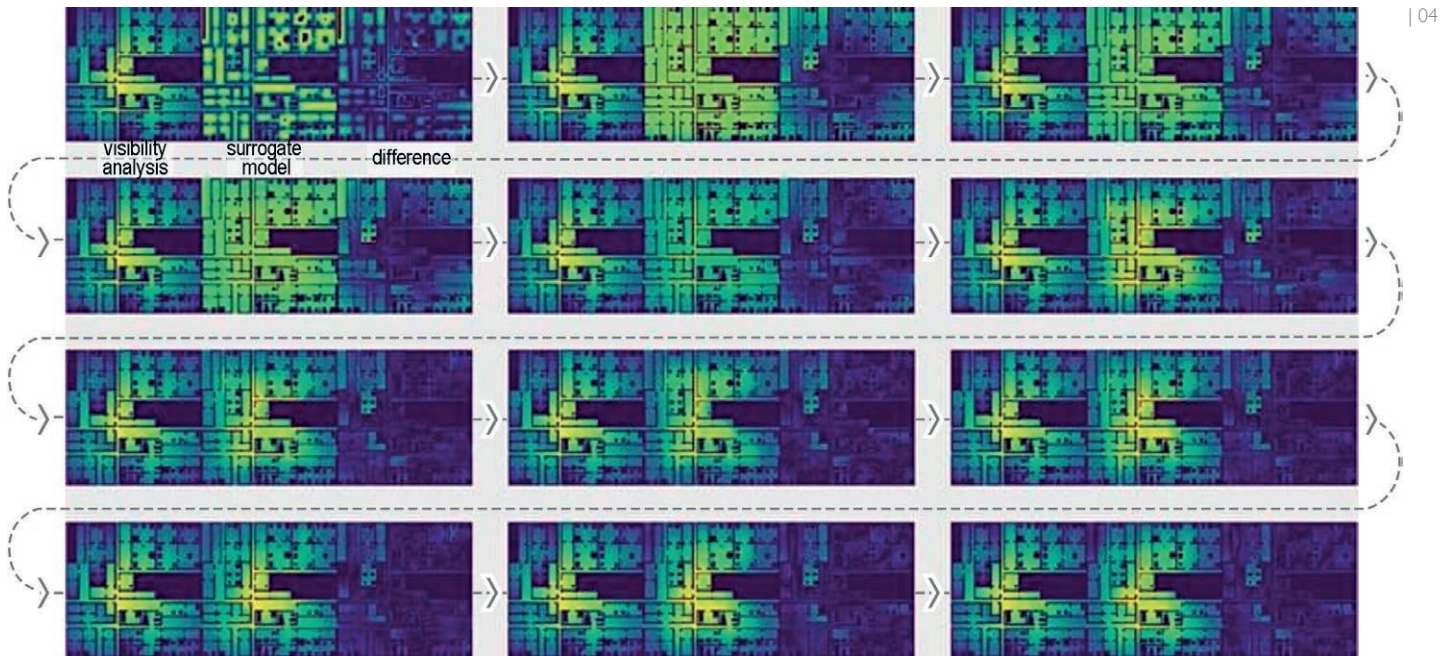 | 04
visibility
analysis
surrogate
model
difference